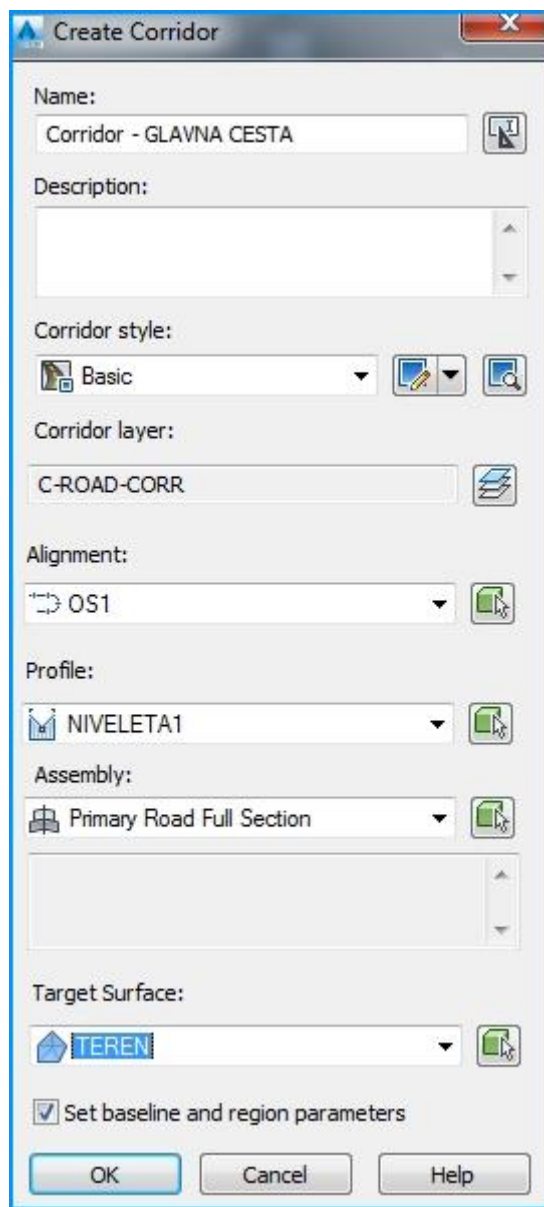 Create Corridor
Name:
Corridor - GLAVNA CESTA
Description:
Corridor style:
Basic
Corridor layer:
C-ROAD-CORR
Alignment:
OS1
Profile:
NIVELETA1
Assembly:
Primary Road Full Section
Target Surface:
TEREN
Set baseline and region parameters
OK Cancel Help